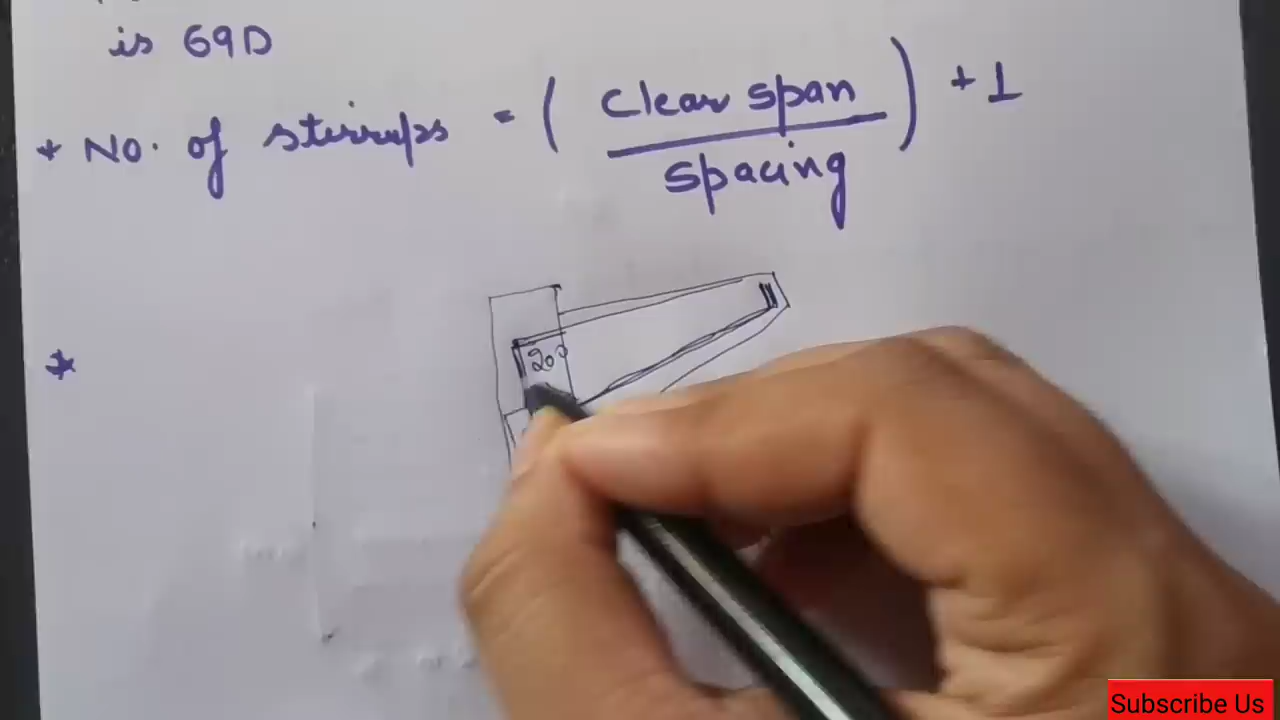 is 69D
* No. of stirrups = ( Clear span / spacing ) + 1
200
*
Subscribe Us